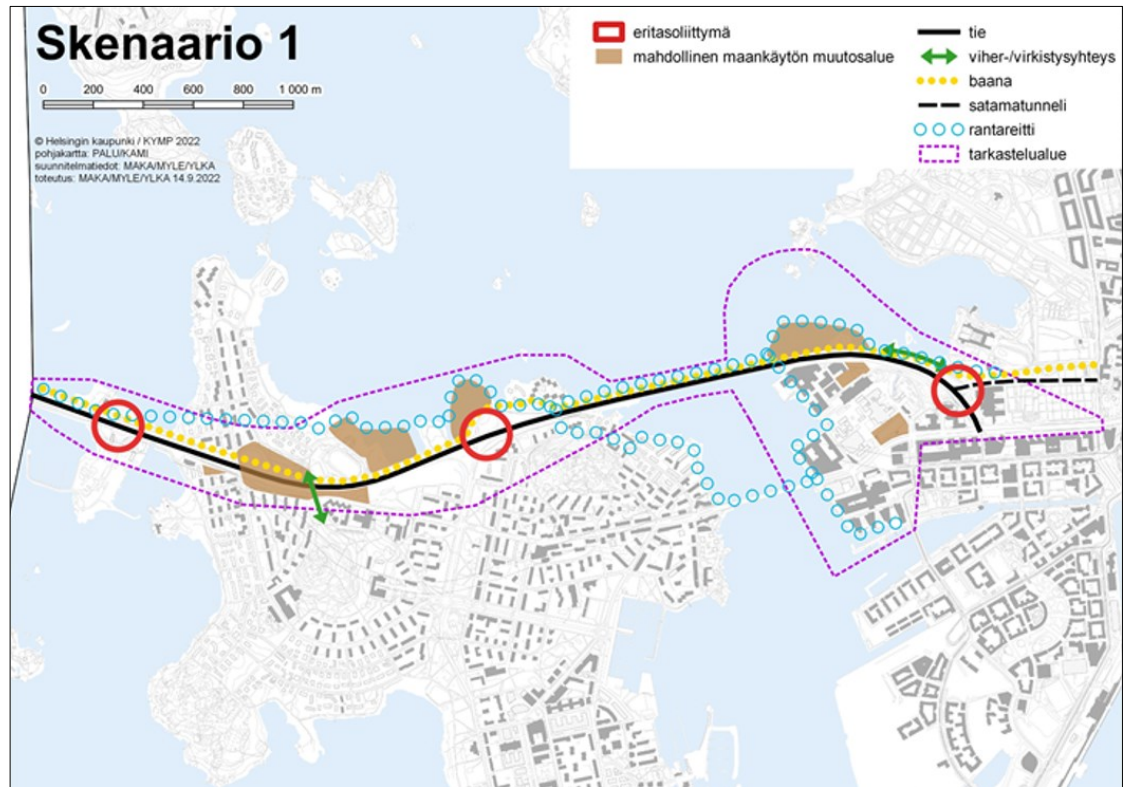 Skenaario 1
0 200 400 600 800 1 000 m
© Helsingin kaupunki / KYMP 2022
pohjakartta: PALU/KAMI
suunnitelmatiedot: MAKA/MYLE/YLKA
toteutus: MAKA/MYLE/YLKA 14.9.2022
eritasoliittymä
mahdollinen maankäytön muutosalue
tie
viher-/virkistysyhteys
baana
satamatunneli
rantareitti
tarkastelualue